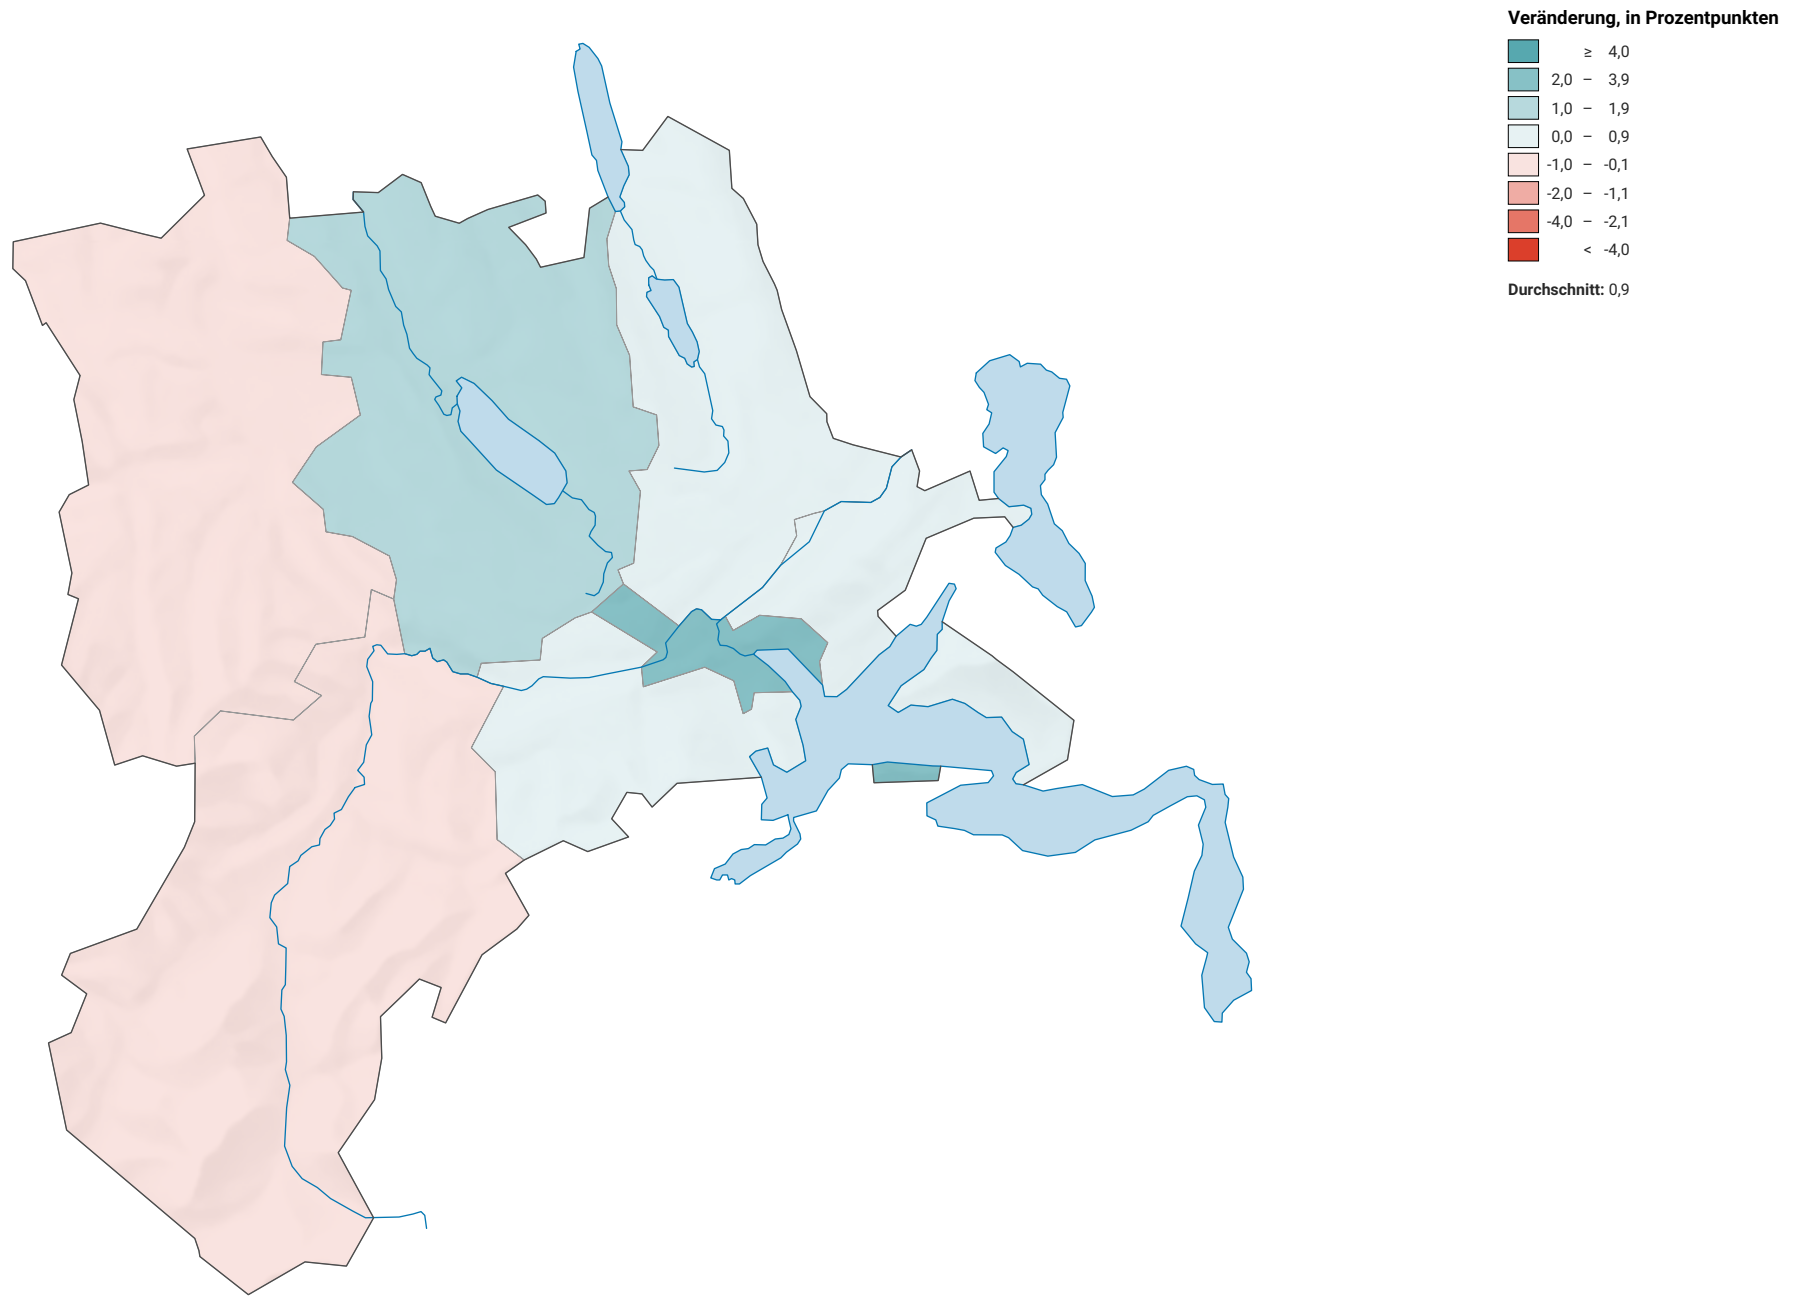 Veränderung, in Prozentpunkten
≥ 4,0
2,0 – 3,9
1,0 – 1,9
0,0 – 0,9
-1,0 – -0,1
-2,0 – -1,1
-4,0 – -2,1
< -4,0
Durchschnitt: 0,9